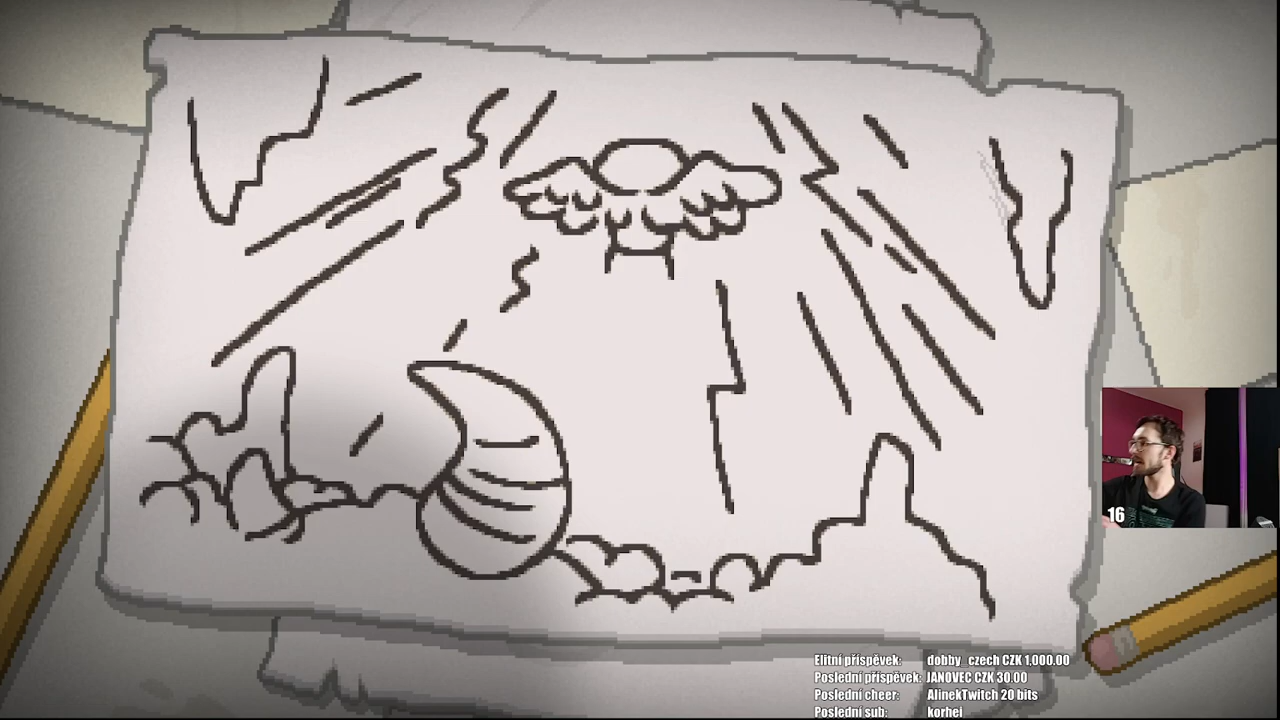 16
Elitní příspěvek: dobby_czech CZK 1,000.00
Poslední příspěvek: JANOVEC CZK 30.00
Poslední cheer: AlinekTwitch 20 bits
Poslední sub: korhei